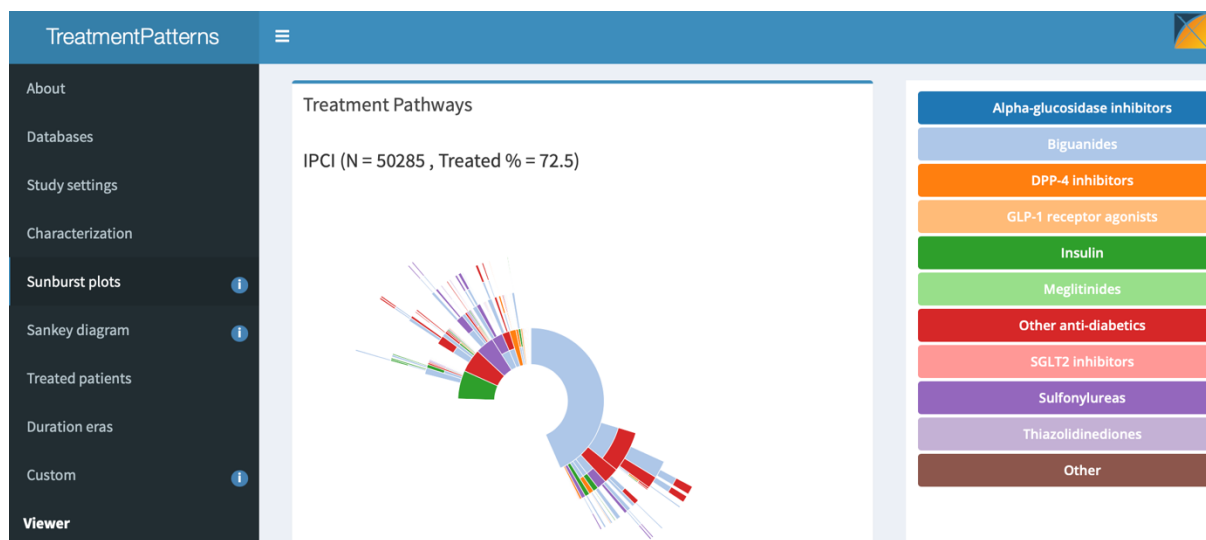 TreatmentPatterns
About
Databases
Study settings
Characterization
Sunburst plots
Sankey diagram
Treated patients
Duration eras
Custom
Viewer
Treatment Pathways
IPCI (N = 50285 , Treated % = 72.5)
Alpha-glucosidase inhibitors
Biguanides
DPP-4 inhibitors
GLP-1 receptor agonists
Insulin
Meglitinides
Other anti-diabetics
SGLT2 inhibitors
Sulfonylureas
Thiazolidinediones
Other